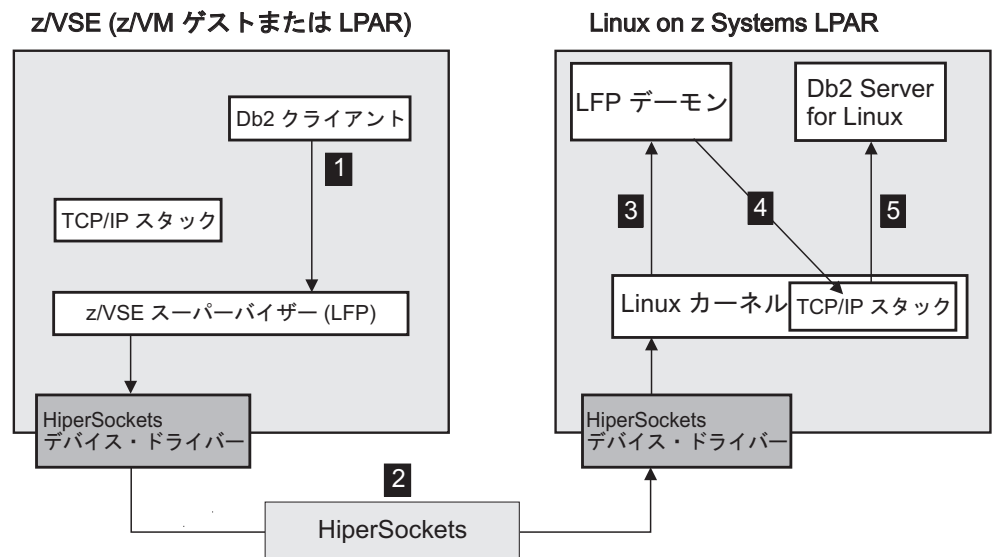 z/VSE (z/VM ゲストまたは LPAR)
Db2 クライアント
1
TCP/IP スタック
z/VSE スーパーバイザー (LFP)
HiperSockets
デバイス・ドライバー
2
HiperSockets
Linux on z Systems LPAR
LFP デーモン
Db2 Server
for Linux
3
4
5
Linux カーネル
TCP/IP スタック
HiperSockets
デバイス・ドライバー